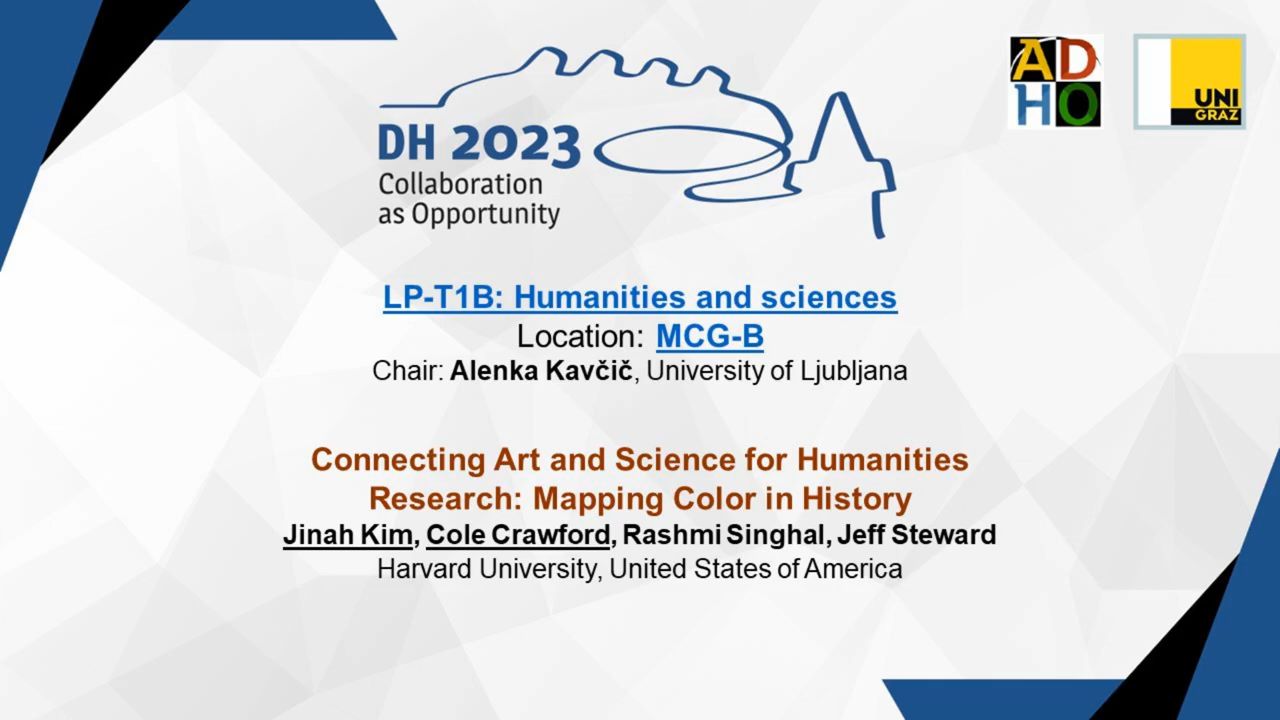 DH 2023
Collaboration
as Opportunity
AD
HO
UNI
GRAZ
LP-T1B: Humanities and sciences
Location: MCG-B
Chair: Alenka Kavčič, University of Ljubljana
Connecting Art and Science for Humanities
Research: Mapping Color in History
Jinah Kim, Cole Crawford, Rashmi Singhal, Jeff Steward
Harvard University, United States of America